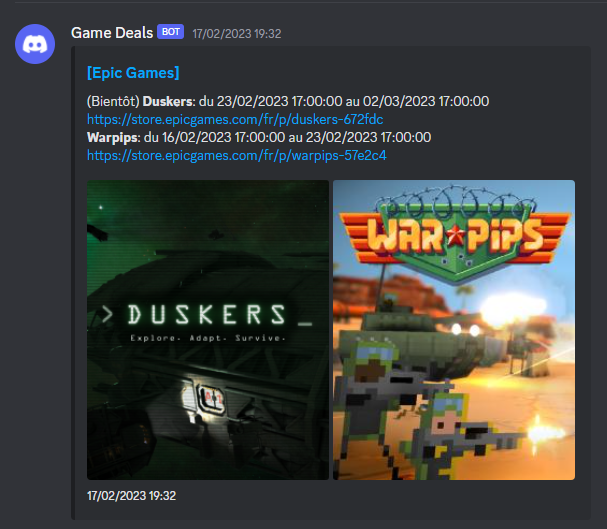 Game Deals BOT 17/02/2023 19:32
[Epic Games]
(Bientôt) Duskers: du 23/02/2023 17:00:00 au 02/03/2023 17:00:00
https://store.epicgames.com/fr/p/duskers-672fdc
Warpips: du 16/02/2023 17:00:00 au 23/02/2023 17:00:00
https://store.epicgames.com/fr/p/warpips-57e2c4
> DUSKERS_
Explore. Adapt. Survive.
WARPIPS
17/02/2023 19:32